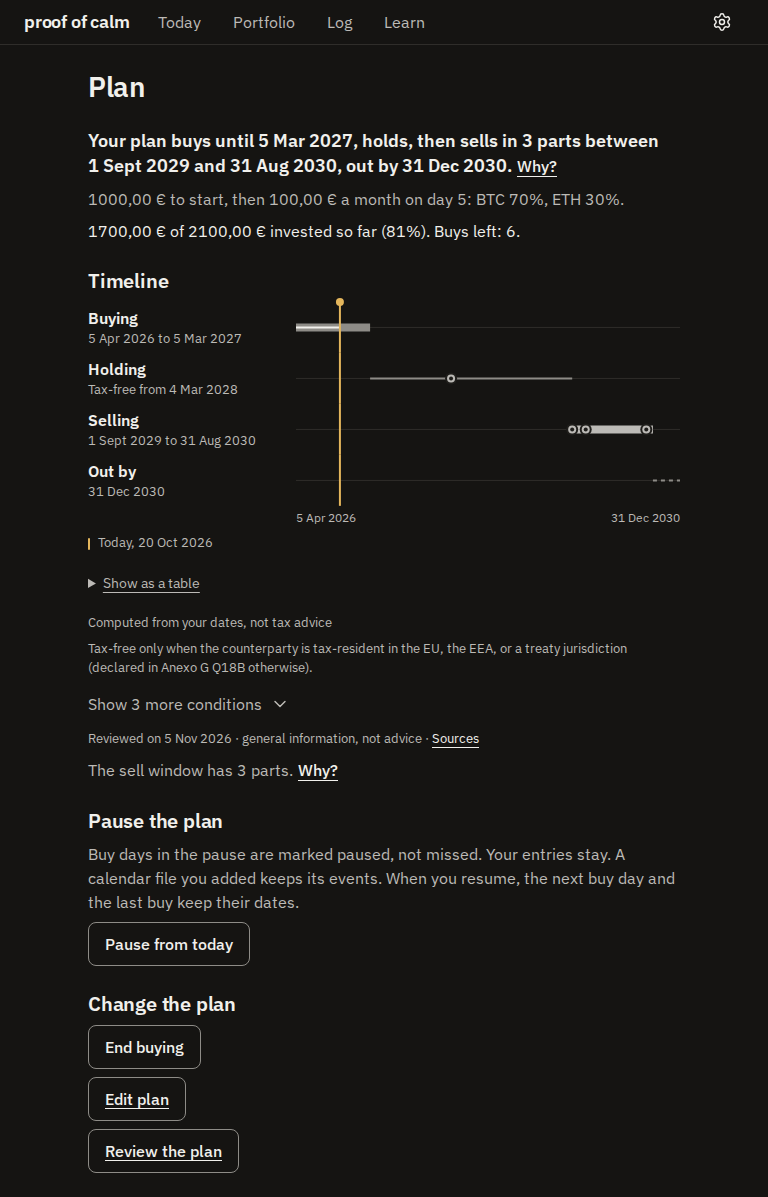 proof of calm Today Portfolio Log Learn
Plan
Your plan buys until 5 Mar 2027, holds, then sells in 3 parts between
1 Sept 2029 and 31 Aug 2030, out by 31 Dec 2030. Why?
1000,00 € to start, then 100,00 € a month on day 5: BTC 70%, ETH 30%.
1700,00 € of 2100,00 € invested so far (81%). Buys left: 6.
Timeline
Buying
5 Apr 2026 to 5 Mar 2027
Holding
Tax-free from 4 Mar 2028
Selling
1 Sept 2029 to 31 Aug 2030
Out by
31 Dec 2030
5 Apr 2026 31 Dec 2030
Today, 20 Oct 2026
Show as a table
Computed from your dates, not tax advice
Tax-free only when the counterparty is tax-resident in the EU, the EEA, or a treaty jurisdiction
(declared in Anexo G Q18B otherwise).
Show 3 more conditions
Reviewed on 5 Nov 2026 · general information, not advice · Sources
The sell window has 3 parts. Why?
Pause the plan
Buy days in the pause are marked paused, not missed. Your entries stay. A
calendar file you added keeps its events. When you resume, the next buy day and
the last buy keep their dates.
Pause from today
Change the plan
End buying
Edit plan
Review the plan